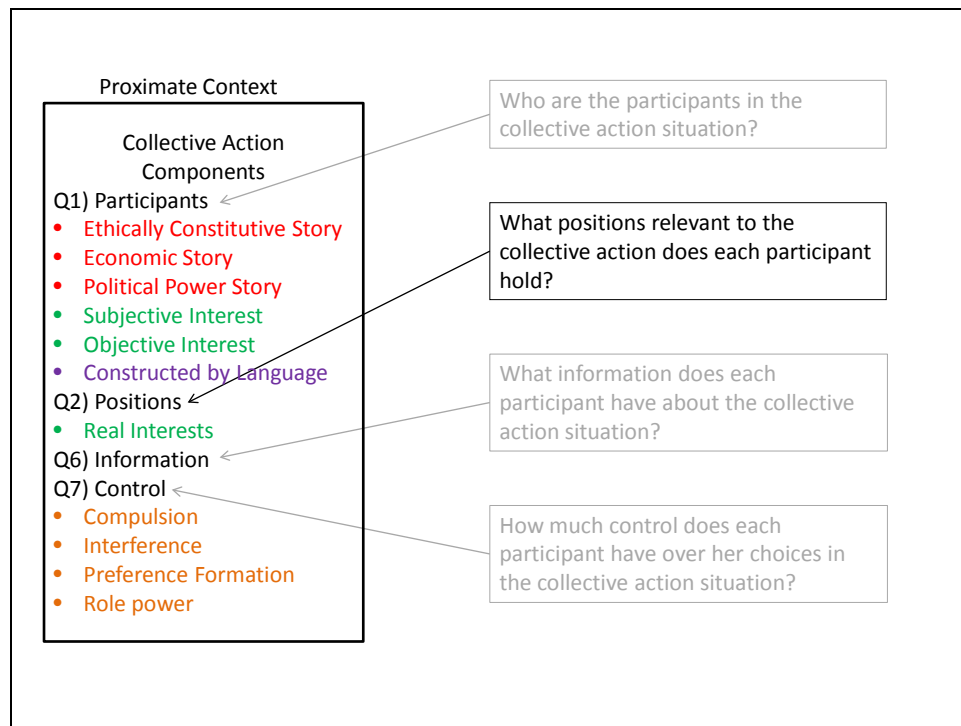 Proximate Context
Collective Action
Components
Q1) Participants
• Ethically Constitutive Story
• Economic Story
• Political Power Story
• Subjective Interest
• Objective Interest
• Constructed by Language
Q2) Positions
• Real Interests
Q6) Information
Q7) Control
• Compulsion
• Interference
• Preference Formation
• Role power
Who are the participants in the
collective action situation?
What positions relevant to the
collective action does each participant
hold?
What information does each
participant have about the collective
action situation?
How much control does each
participant have over her choices in
the collective action situation?